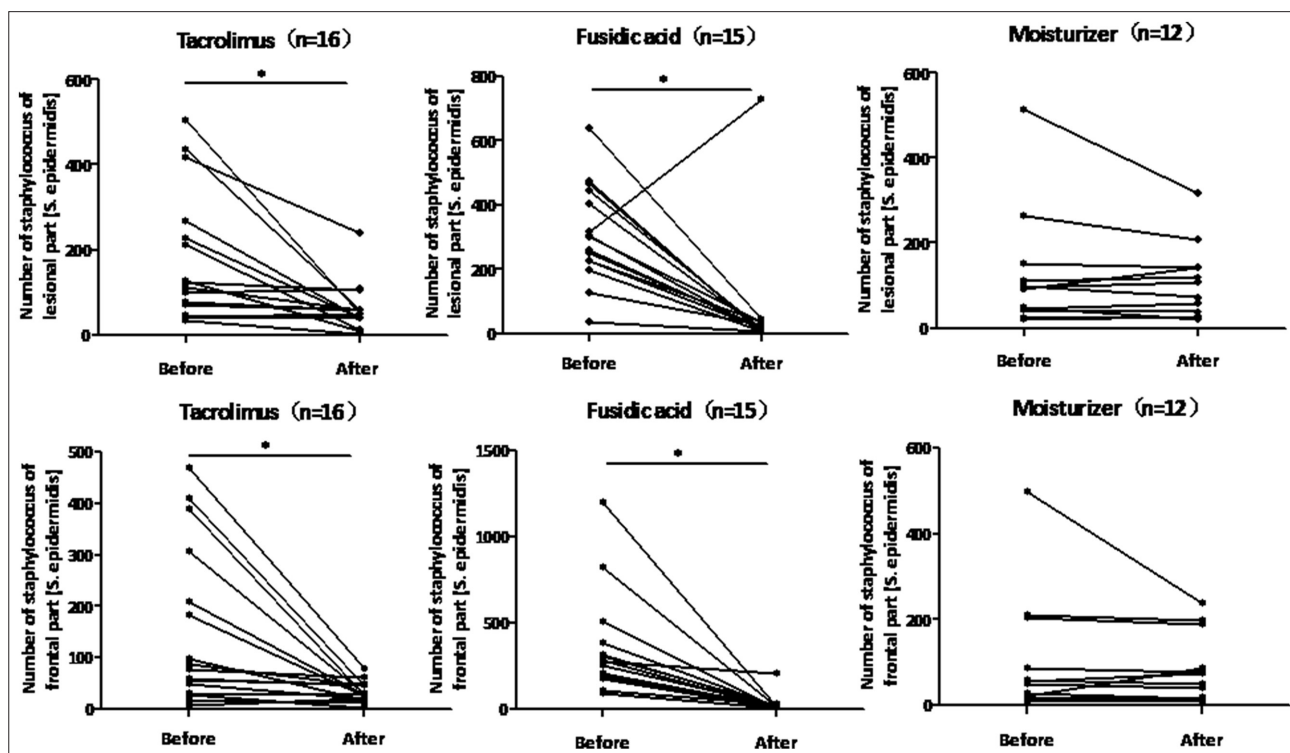 Tacrolimus (n=16)
Fusidic acid (n=15)
Moisturizer (n=12)
Number of staphylococcus of
lesional part [S. epidermidis]
600
400
200
0
*
Before
After
Number of staphylococcus of
lesional part [S. epidermidis]
800
600
400
200
0
*
Before
After
Number of staphylococcus of
lesional part [S. epidermidis]
600
400
200
0
Before
After
Tacrolimus (n=16)
Fusidic acid (n=15)
Moisturizer (n=12)
Number of staphylococcus of
frontal part [S. epidermidis]
500
400
300
200
100
0
*
Before
After
Number of staphylococcus of
frontal part [S. epidermidis]
1500
1000
500
0
*
Before
After
Number of staphylococcus of
frontal part [S. epidermidis]
600
400
200
0
Before
After